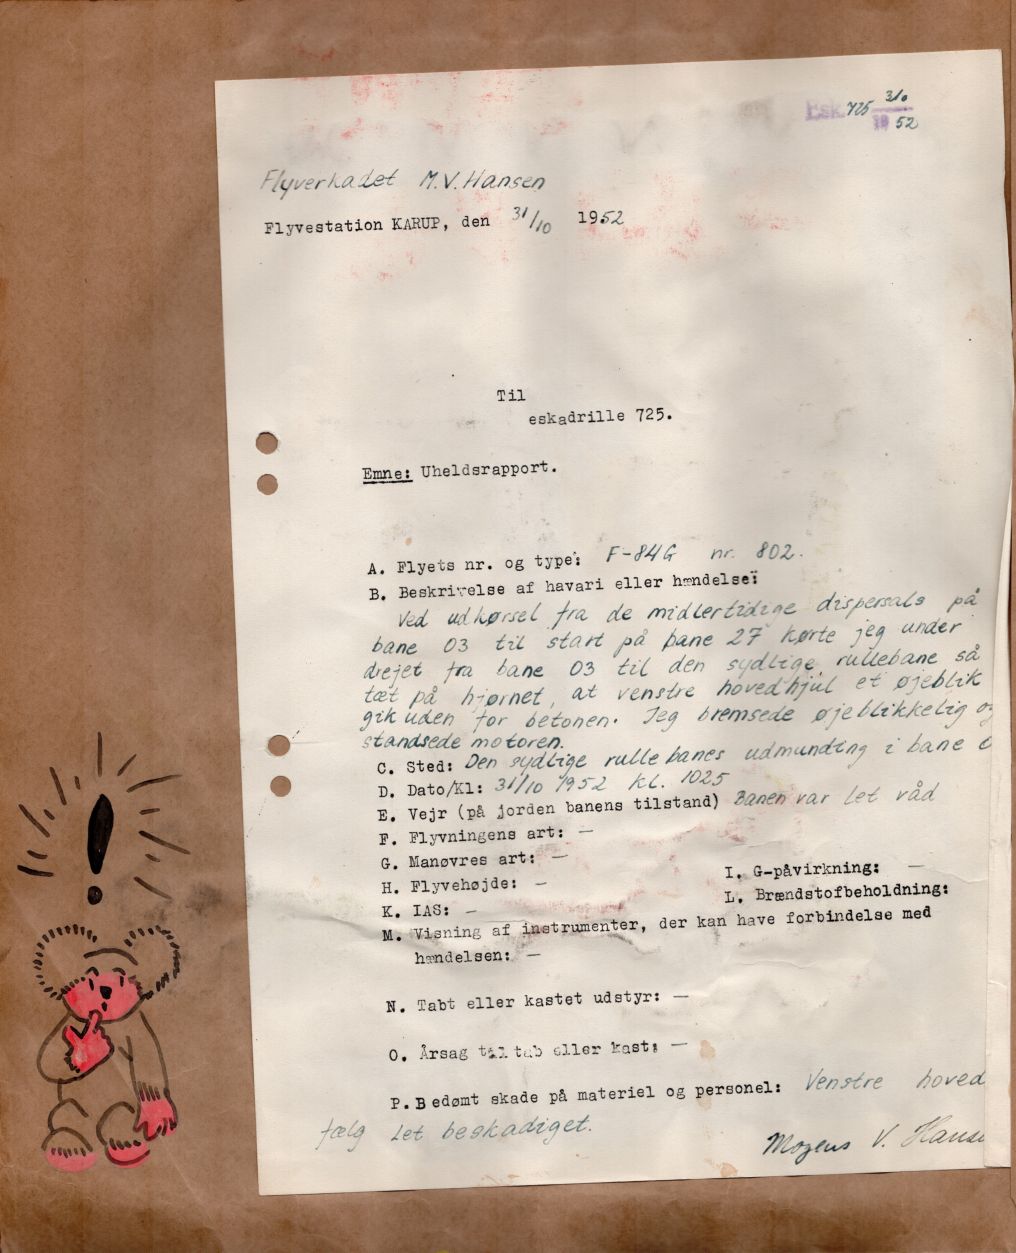 Esk. 725 31/10 52
Flyverkadet M.V. Hansen
Flyvestation KARUP, den 31/10 1952
Til
eskadrille 725.
Emne: Uheldsrapport.
A. Flyets nr. og type: F-84G nr. 802.
B. Beskrivelse af havari eller hændelse:
Ved udkørsel fra de midlertidige dispersals på
bane 03 til start på bane 27 kørte jeg under
drejet fra bane 03 til den sydlige rullebane så
tæt på hjørnet, at venstre hovedhjul et øjeblik
gik uden for betonen. Jeg bremsede øjeblikkelig og
standsede motoren.
C. Sted: Den sydlige rullebanes udmunding i bane
D. Dato/Kl: 31/10 1952 kl. 1025
E. Vejr (på jorden banens tilstand) Banen var let våd
F. Flyvningens art: —
G. Manøvres art: —
H. Flyvehøjde: —
I. G-påvirkning: —
K. IAS: —
L. Brændstofbeholdning:
M. Visning af instrumenter, der kan have forbindelse med
hændelsen: —
N. Tabt eller kastet udstyr: —
O. Årsag til tab eller kast: —
P. Bedømt skade på materiel og personel: Venstre hoved
fælg let beskadiget.
Mogens V. Hanse